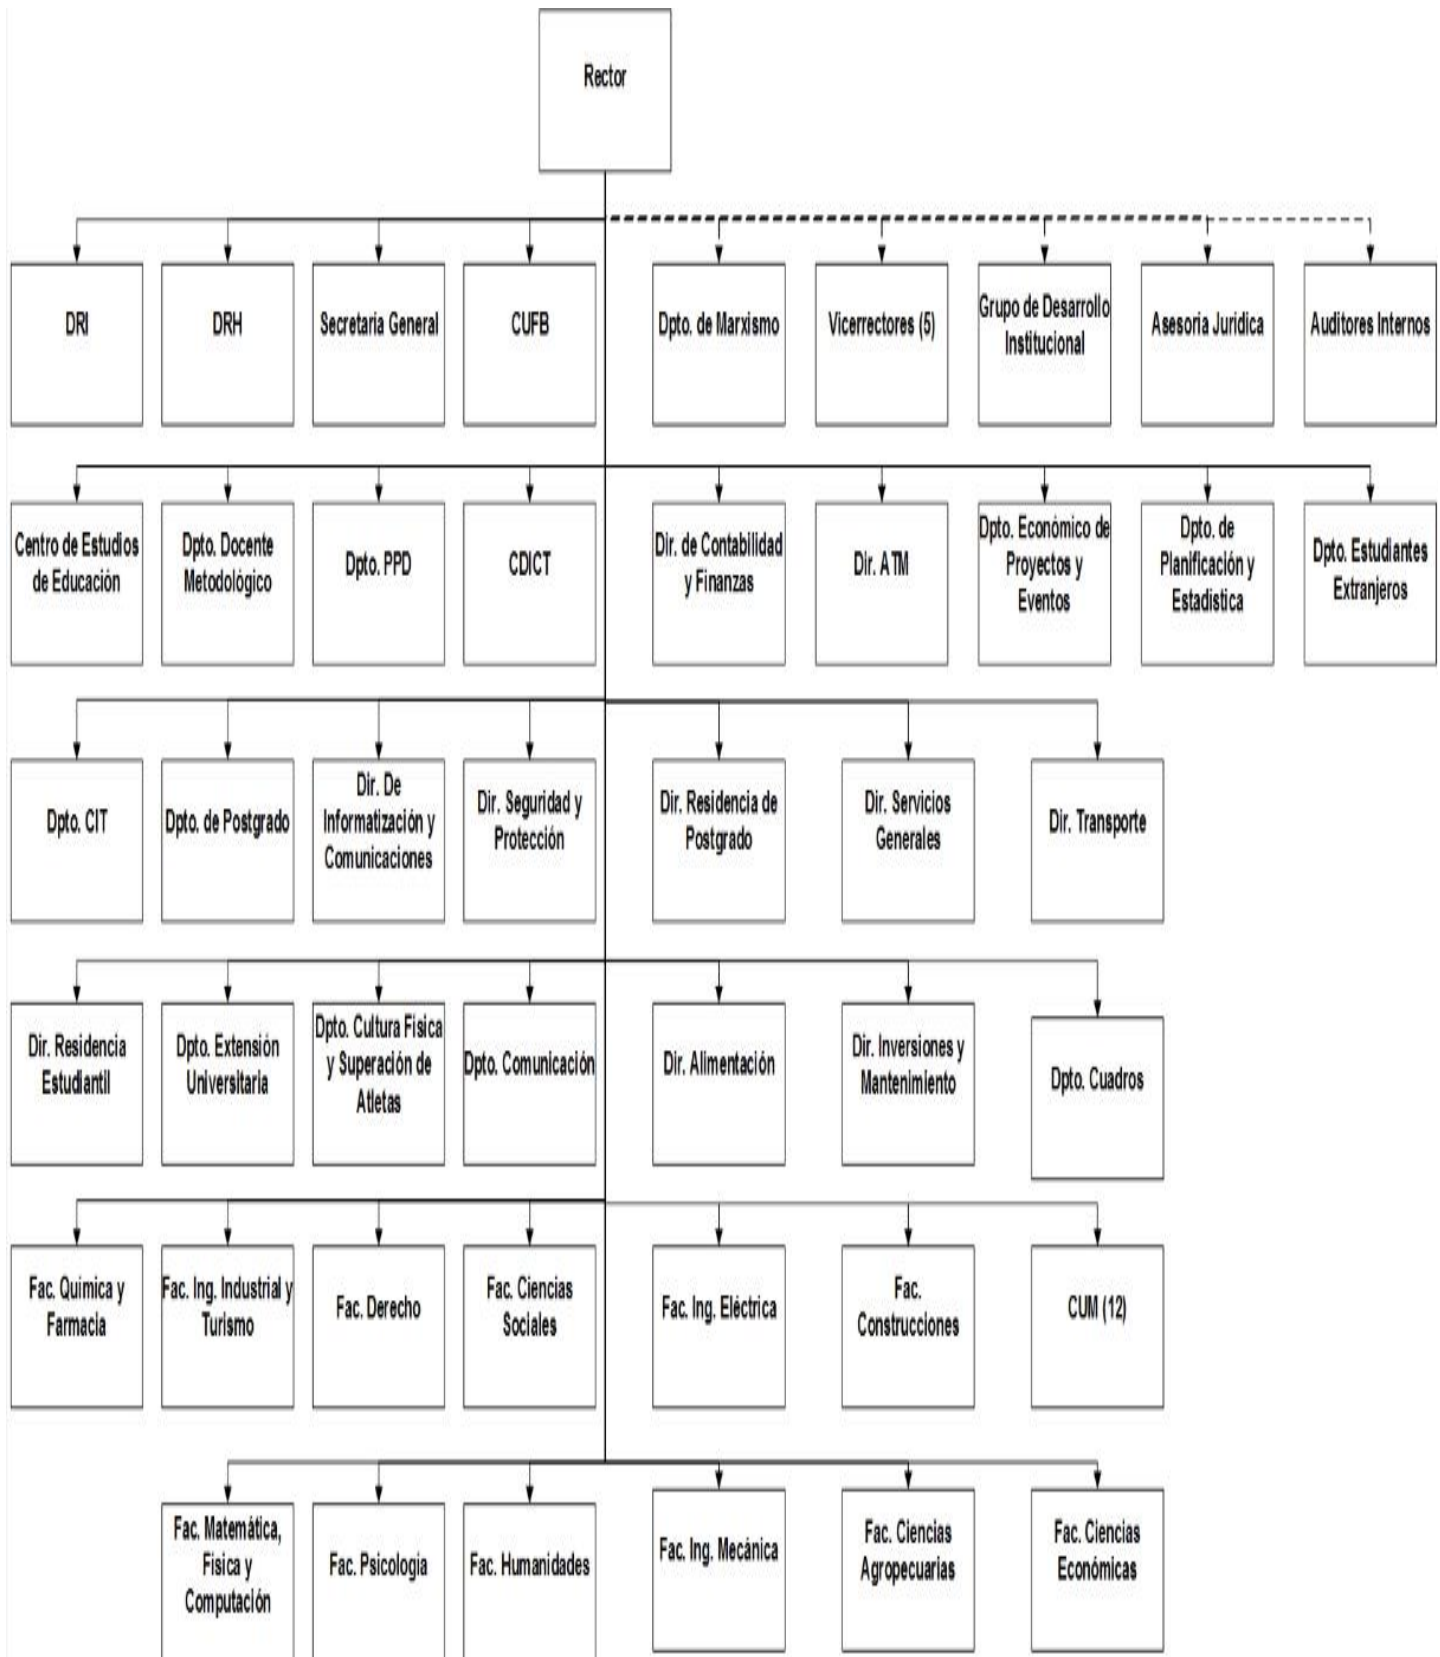 Rector
DRI
DRH
Secretaria General
CUFB
Dpto. de Marxismo
Vicerrectores (5)
Grupo de Desarrollo
Institucional
Asesoria Juridica
Auditores Internos
Centro de Estudios
de Educación
Dpto. Docente
Metodológico
Dpto. PPD
CDICT
Dir. de Contabilidad
y Finanzas
Dir. ATM
Dpto. Económico de
Proyectos y
Eventos
Dpto. de
Planificación y
Estadistica
Dpto. Estudiantes
Extranjeros
Dpto. CIT
Dpto. de Postgrado
Dir. De
Informatización y
Comunicaciones
Dir. Seguridad y
Protección
Dir. Residencia de
Postgrado
Dir. Servicios
Generales
Dir. Transporte
Dir. Residencia
Estudiantil
Dpto. Extensión
Universitaria
Dpto. Cultura Física
y Superación de
Atletas
Dpto. Comunicación
Dir. Alimentación
Dir. Inversiones y
Mantenimiento
Dpto. Cuadros
Fac. Química y
Farmacia
Fac. Ing. Industrial y
Turismo
Fac. Derecho
Fac. Ciencias
Sociales
Fac. Ing. Eléctrica
Fac.
Construcciones
CUM (12)
Fac. Matemática,
Física y
Computación
Fac. Psicologia
Fac. Humanidades
Fac. Ing. Mecánica
Fac. Ciencias
Agropecuarias
Fac. Ciencias
Económicas